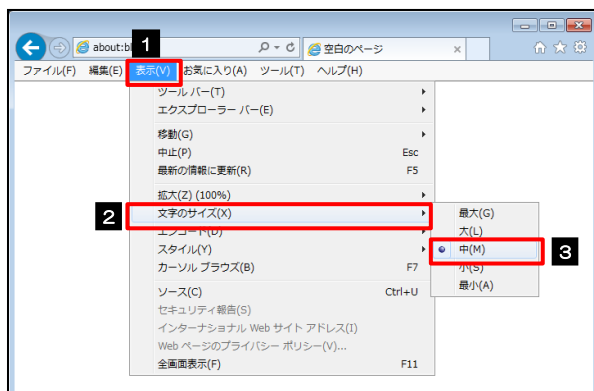 about:bl
1
空白のページ
ファイル(F) 編集(E) 表示(V) お気に入り(A) ツール(T) ヘルプ(H)
ツール バー(T)
エクスプローラー バー(E)
移動(G)
中止(P) Esc
最新の情報に更新(R) F5
拡大(Z) (100%)
2
文字のサイズ(X)
エンコード(D)
スタイル(Y)
カーソル ブラウズ(B) F7
ソース(C) Ctrl+U
セキュリティ報告(S)
インターナショナル Web サイト アドレス(I)
Web ページのプライバシー ポリシー(V)...
全画面表示(F) F11
最大(G)
大(L)
中(M)
3
小(S)
最小(A)